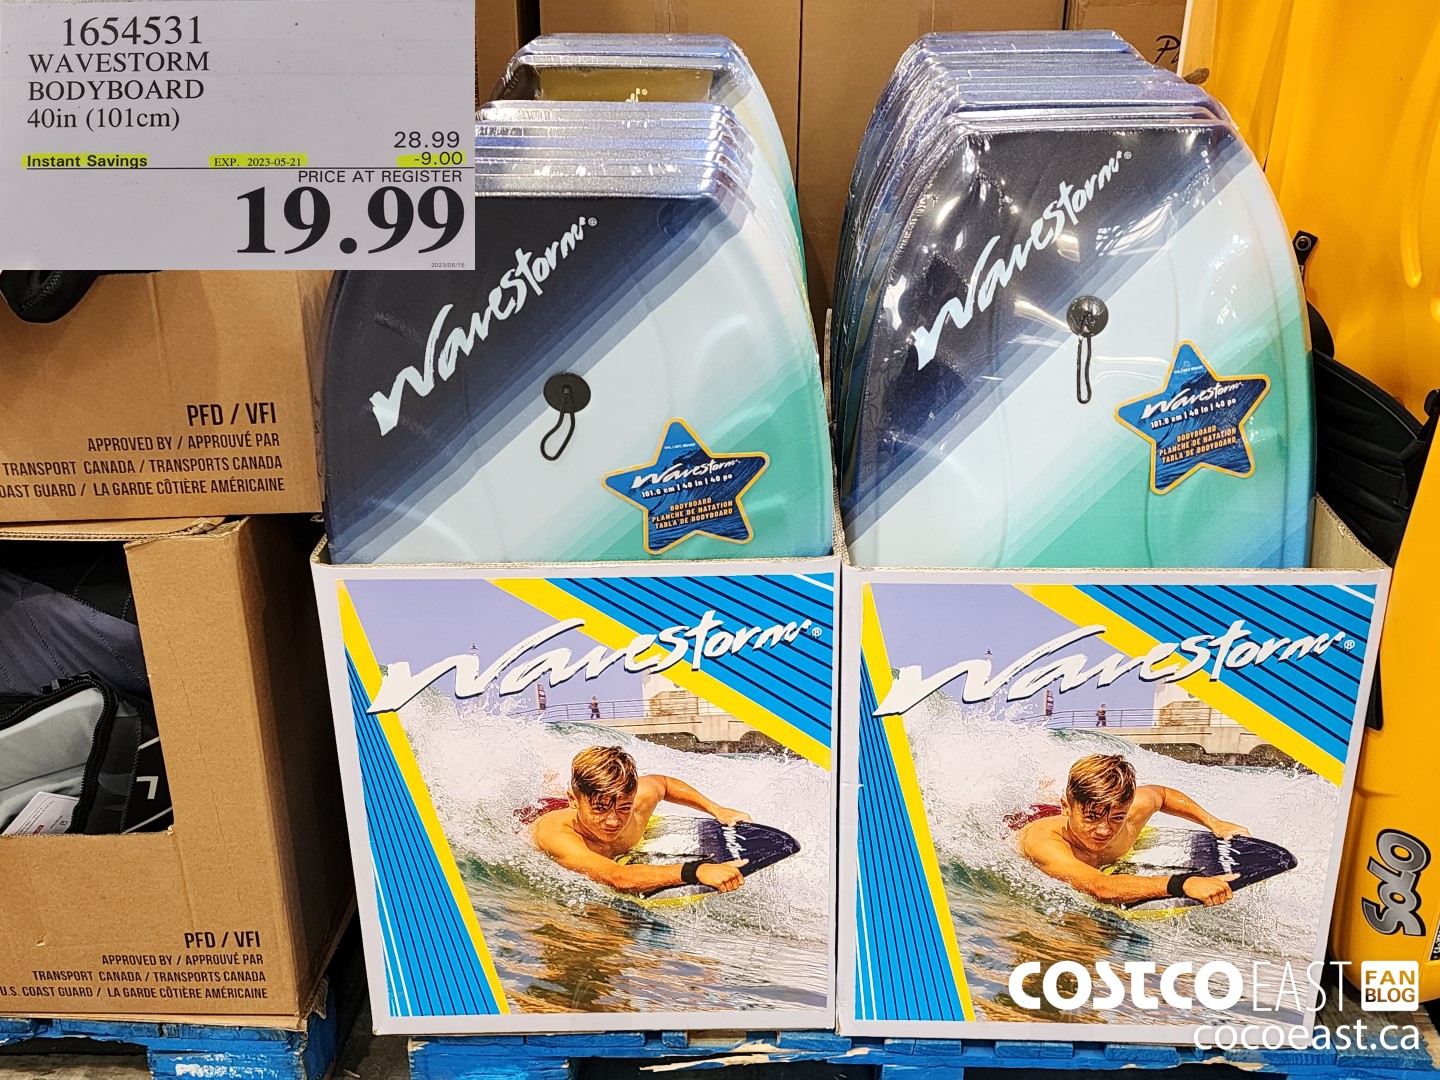 1654531
WAVESTORM
BODYBOARD
40in (101cm)
28.99
Instant Savings EXP. 2023-05-21 -9.00
PRICE AT REGISTER
19.99
2023/05/15
Wavestorm®
Wavestorm®
Wavestorm
101.6 cm | 40 in | 40 po
BODYBOARD
PLANCHE DE NATATION
TABLA DE BODYBOARD
Wavestorm
101.6 cm | 40 in | 40 po
BODYBOARD
PLANCHE DE NATATION
TABLA DE BODYBOARD
PFD / VFI
APPROVED BY / APPROUVÉ PAR
TRANSPORT CANADA / TRANSPORTS CANADA
OAST GUARD / LA GARDE CÔTIÈRE AMÉRICAINE
Wavestorm®
Wavestorm®
PFD / VFI
APPROVED BY / APPROUVÉ PAR
TRANSPORT CANADA / TRANSPORTS CANADA
U.S. COAST GUARD / LA GARDE CÔTIÈRE AMÉRICAINE
SOLO
COSTCO EAST FAN BLOG
cocoeast.ca